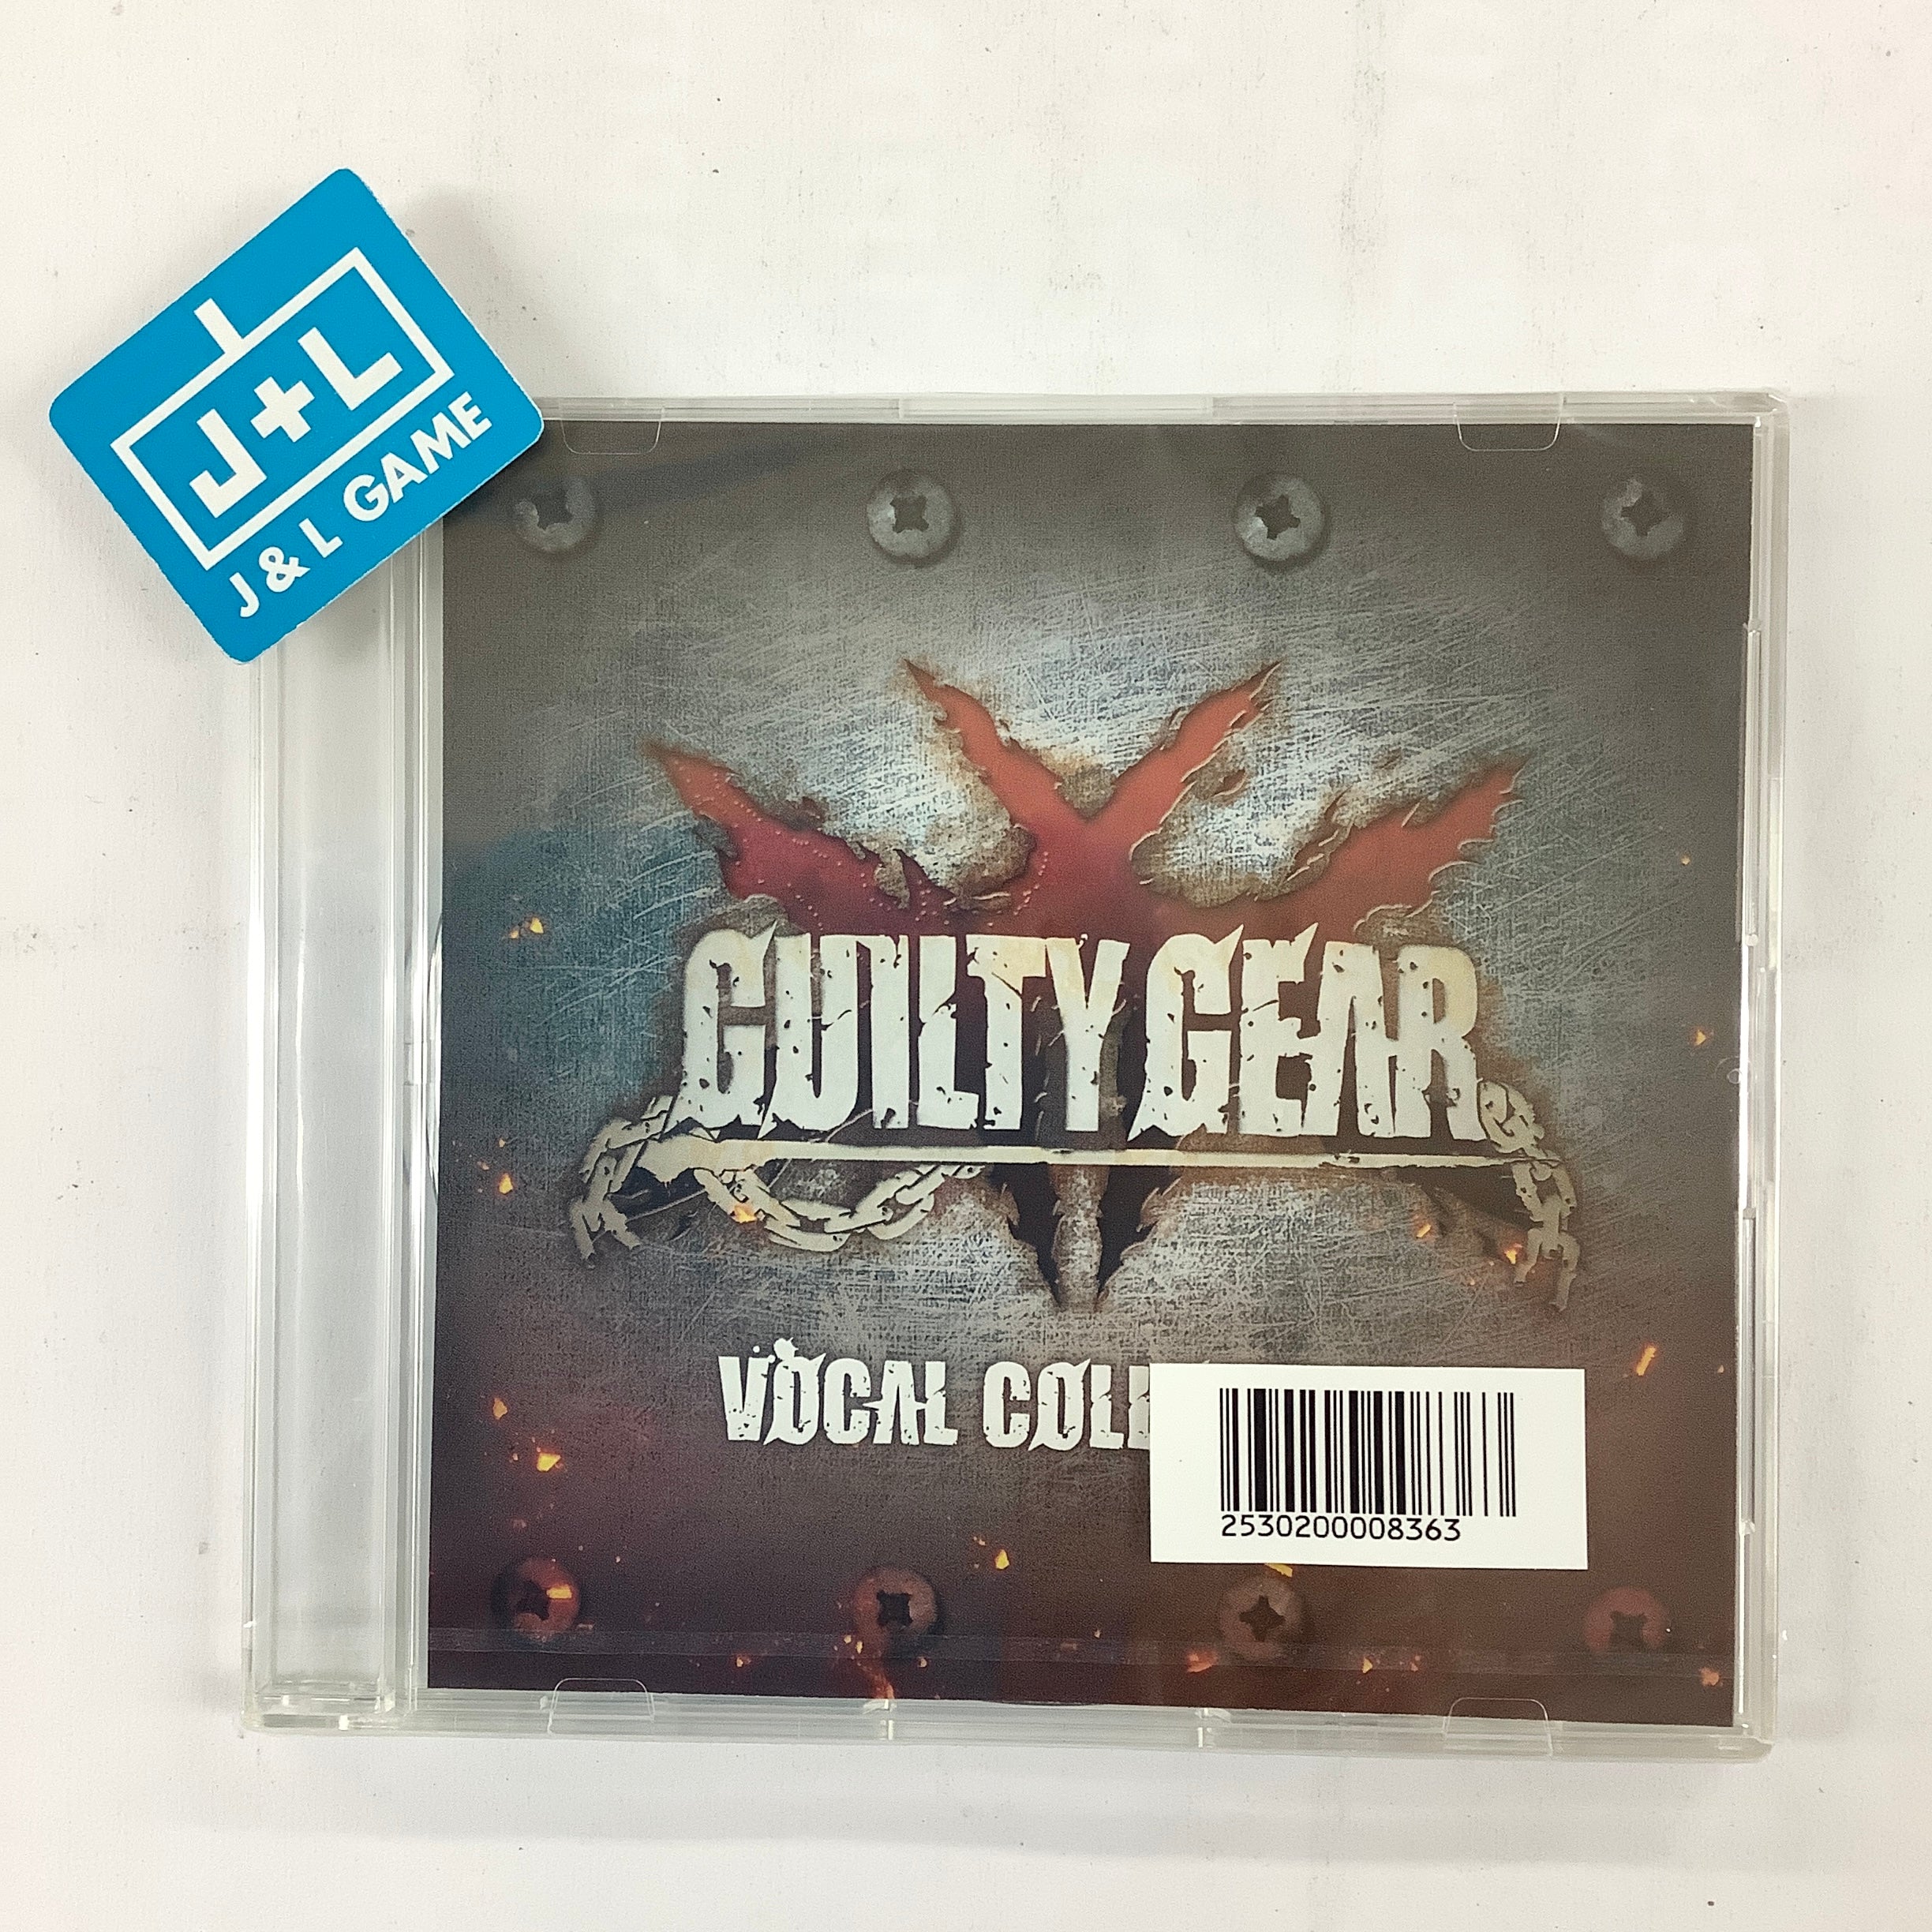 J+L
J & L GAME
GUILTY GEAR
VOCAL COLL
2530200008363